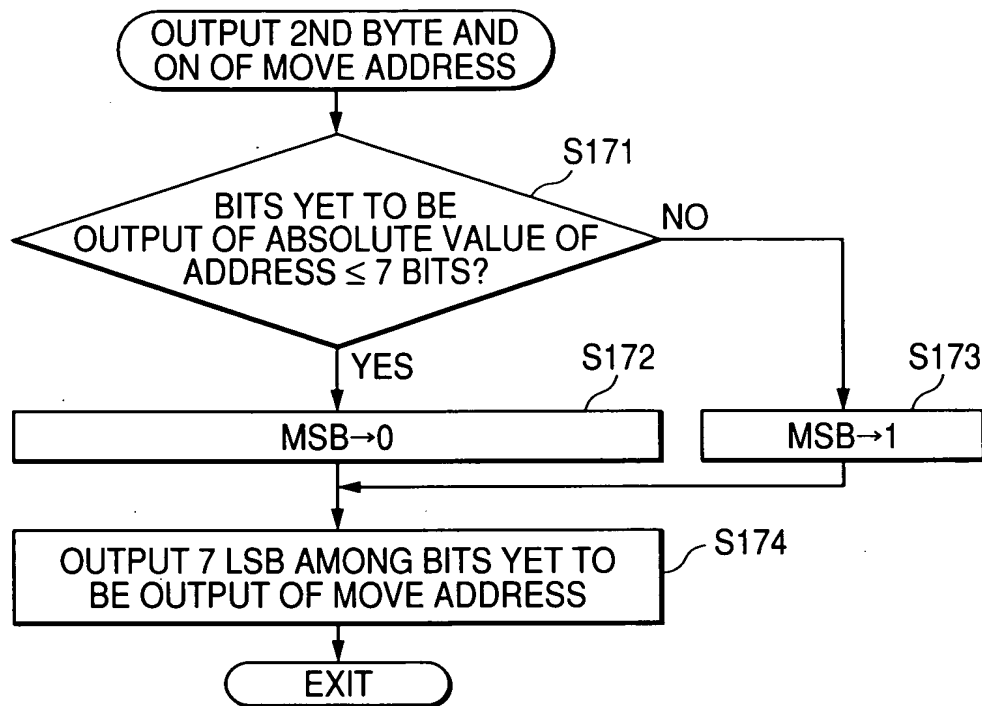 OUTPUT 2ND BYTE AND
ON OF MOVE ADDRESS
S171
BITS YET TO BE
OUTPUT OF ABSOLUTE VALUE OF
ADDRESS ≤ 7 BITS?
NO
YES
S172
S173
MSB→0
MSB→1
S174
OUTPUT 7 LSB AMONG BITS YET TO
BE OUTPUT OF MOVE ADDRESS
EXIT